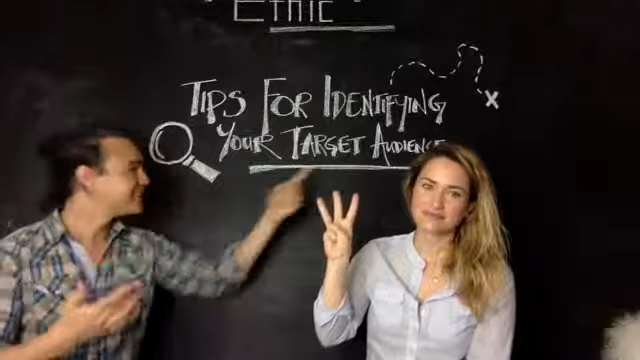 ETHIC
TIPS FOR IDENTIFYING
YOUR TARGET AUDIENCE
X